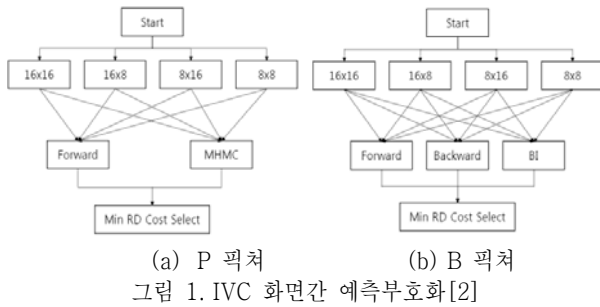 Start
16x16 16x8 8x16 8x8
Forward MHMC
Min RD Cost Select
(a) P 픽쳐
Start
16x16 16x8 8x16 8x8
Forward Backward BI
Min RD Cost Select
(b) B 픽쳐
그림 1. IVC 화면간 예측부호화[2]